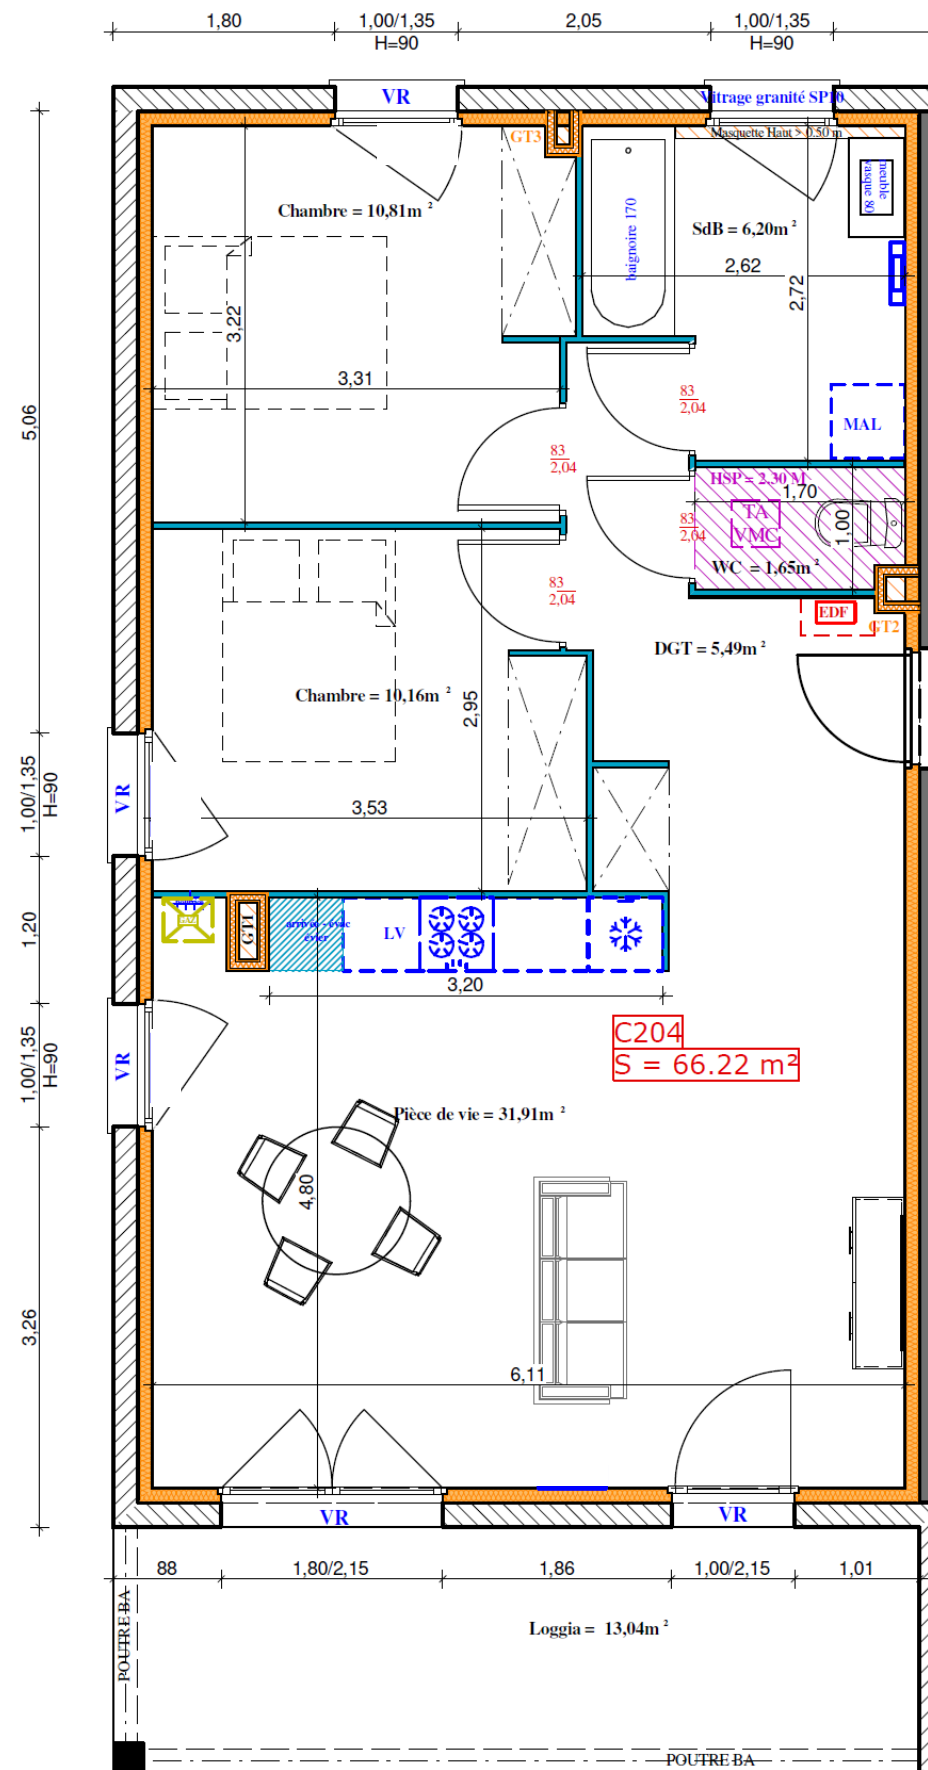 1,80
1,00/1,35
H=90
2,05
1,00/1,35
H=90
VR
Vitrage granité SP10
GT3
Masquette Haut > 0.50 m
meuble
vasque 80
Chambre = 10,81m ²
baignoire 170
SdB = 6,20m ²
2,62
2,72
3,22
3,31
5,06
83
2,04
MAL
83
2,04
HSP = 2.30 M
1,70
TA
VMC
83
2,04
1,00
WC = 1,65m ²
83
2,04
EDF
GT2
DGT = 5,49m ²
Chambre = 10,16m ²
2,95
1,00/1,35
H=90
VR
3,53
1,20
GAZ
GT1
arrivée - évac
évier
LV
3,20
C204
S = 66.22 m²
1,00/1,35
H=90
VR
Pièce de vie = 31,91m ²
4,80
3,26
6,11
VR
VR
88
1,80/2,15
1,86
1,00/2,15
1,01
POUTRE BA
Loggia = 13,04m ²
POUTRE BA